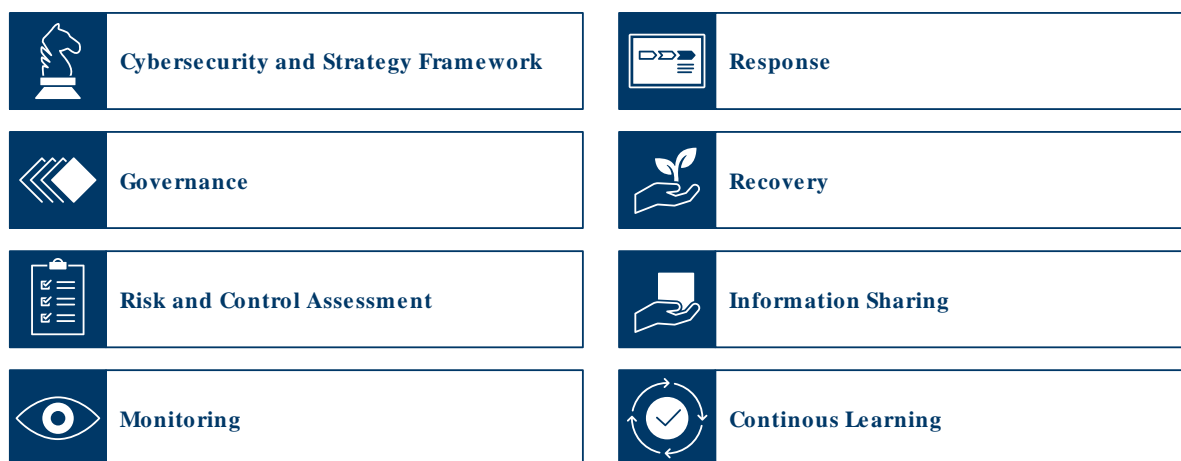 Cybersecurity and Strategy Framework
Governance
Risk and Control Assessment
Monitoring
Response
Recovery
Information Sharing
Continous Learning